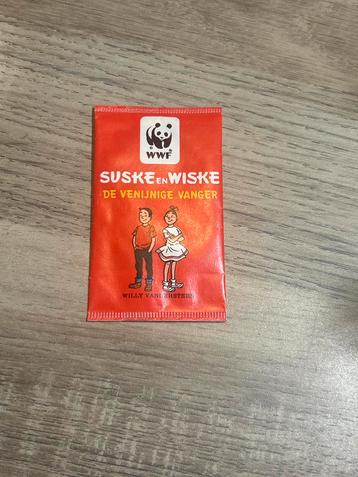 WWF
SUSKE EN WISKE
DE VENIJNIGE VANGER
WILLY VANDERSTEEN